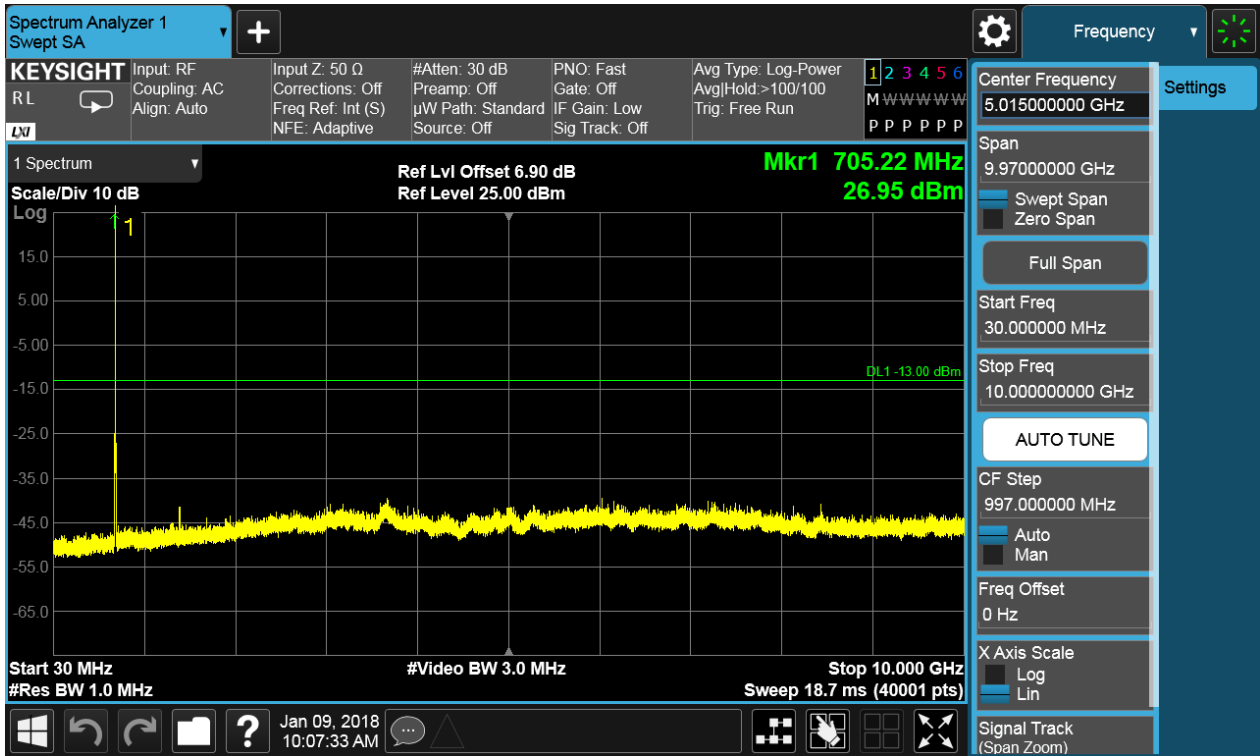 Spectrum Analyzer 1
Swept SA
Frequency
KEYSIGHT
R L
LXI
Input: RF
Coupling: AC
Align: Auto
Input Z: 50 Ω
Corrections: Off
Freq Ref: Int (S)
NFE: Adaptive
#Atten: 30 dB
Preamp: Off
µW Path: Standard
Source: Off
PNO: Fast
Gate: Off
IF Gain: Low
Sig Track: Off
Avg Type: Log-Power
Avg|Hold:>100/100
Trig: Free Run
1 2 3 4 5 6
M W W W W W
P P P P P P
1 Spectrum
Scale/Div 10 dB
Log
Ref Lvl Offset 6.90 dB
Ref Level 25.00 dBm
Mkr1 705.22 MHz
26.95 dBm
1
15.0
5.00
-5.00
-15.0
-25.0
-35.0
-45.0
-55.0
-65.0
DL1 -13.00 dBm
Start 30 MHz
#Res BW 1.0 MHz
#Video BW 3.0 MHz
Stop 10.000 GHz
Sweep 18.7 ms (40001 pts)
Jan 09, 2018
10:07:33 AM
Center Frequency
5.015000000 GHz
Span
9.97000000 GHz
Swept Span
Zero Span
Full Span
Start Freq
30.000000 MHz
Stop Freq
10.000000000 GHz
AUTO TUNE
CF Step
997.000000 MHz
Auto
Man
Freq Offset
0 Hz
X Axis Scale
Log
Lin
Signal Track
(Span Zoom)
Settings